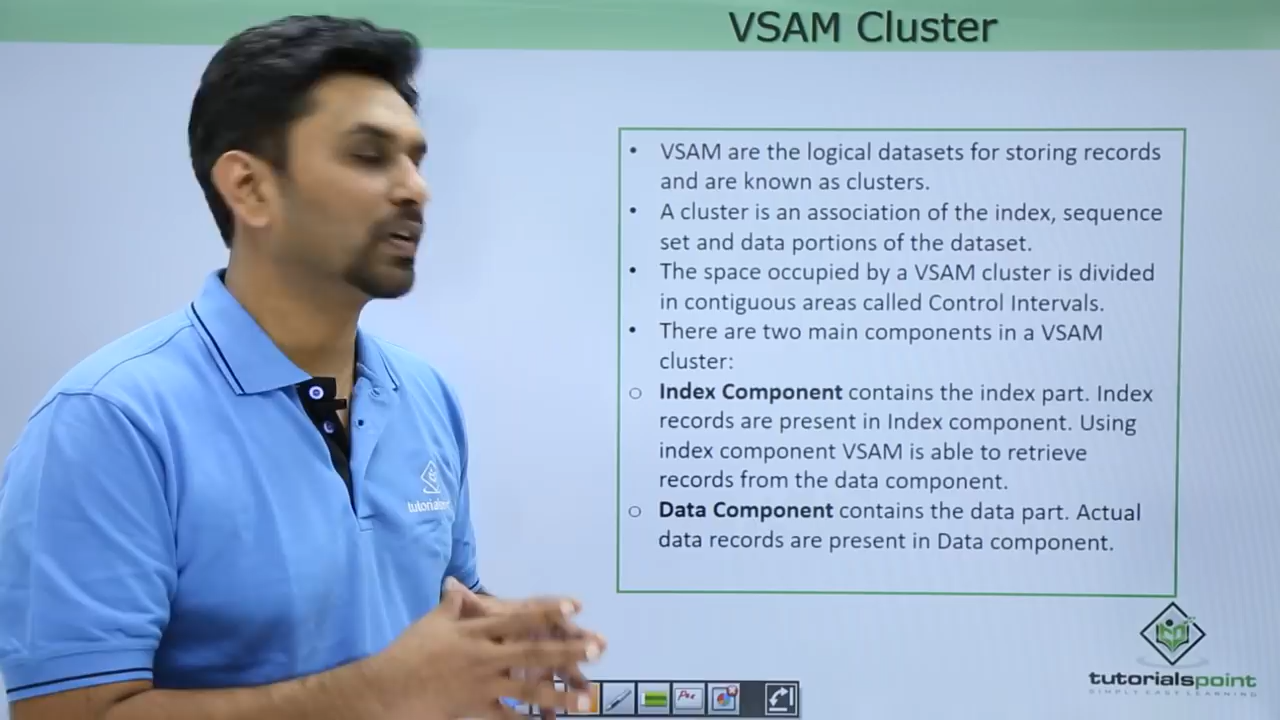 VSAM Cluster
• VSAM are the logical datasets for storing records
and are known as clusters.
• A cluster is an association of the index, sequence
set and data portions of the dataset.
• The space occupied by a VSAM cluster is divided
in contiguous areas called Control Intervals.
• There are two main components in a VSAM
cluster:
o Index Component contains the index part. Index
records are present in Index component. Using
index component VSAM is able to retrieve
records from the data component.
o Data Component contains the data part. Actual
data records are present in Data component.
tutorialspoint
SIMPLY EASY LEARNING